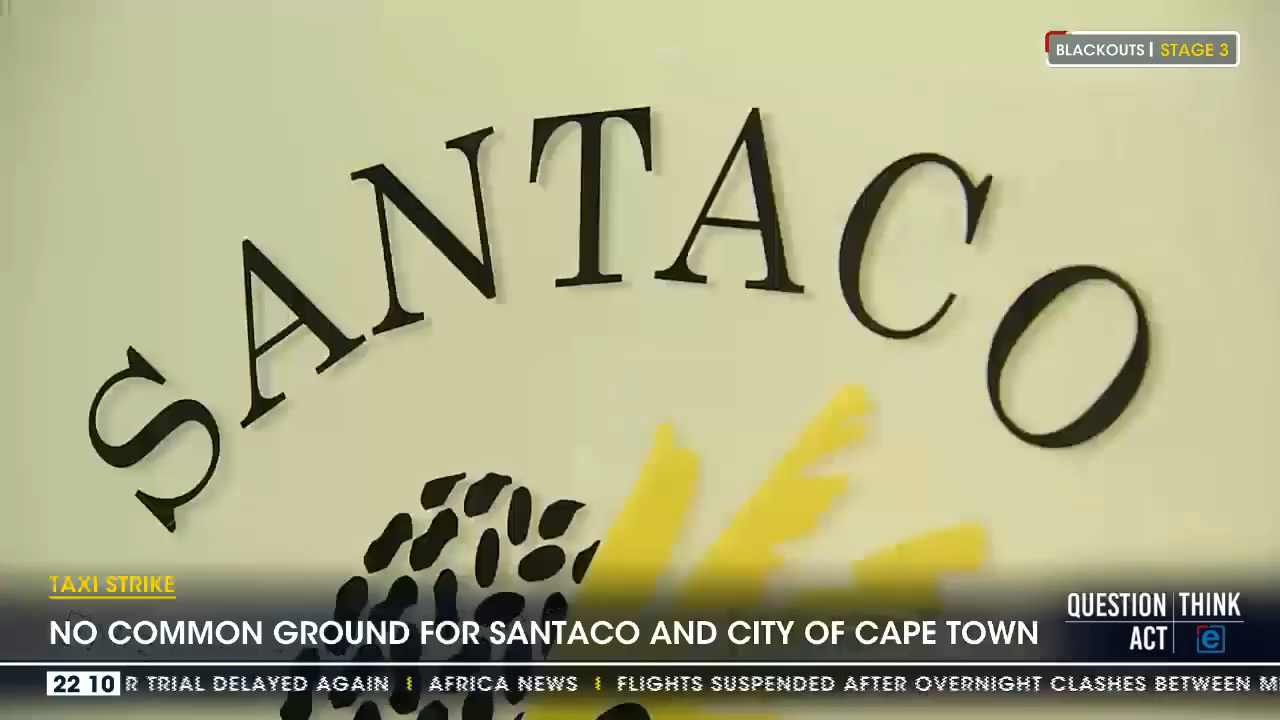 BLACKOUTS | STAGE 3
SANTACO
TAXI STRIKE
NO COMMON GROUND FOR SANTACO AND CITY OF CAPE TOWN
QUESTION THINK
ACT e
22 10 R TRIAL DELAYED AGAIN AFRICA NEWS FLIGHTS SUSPENDED AFTER OVERNIGHT CLASHES BETWEEN